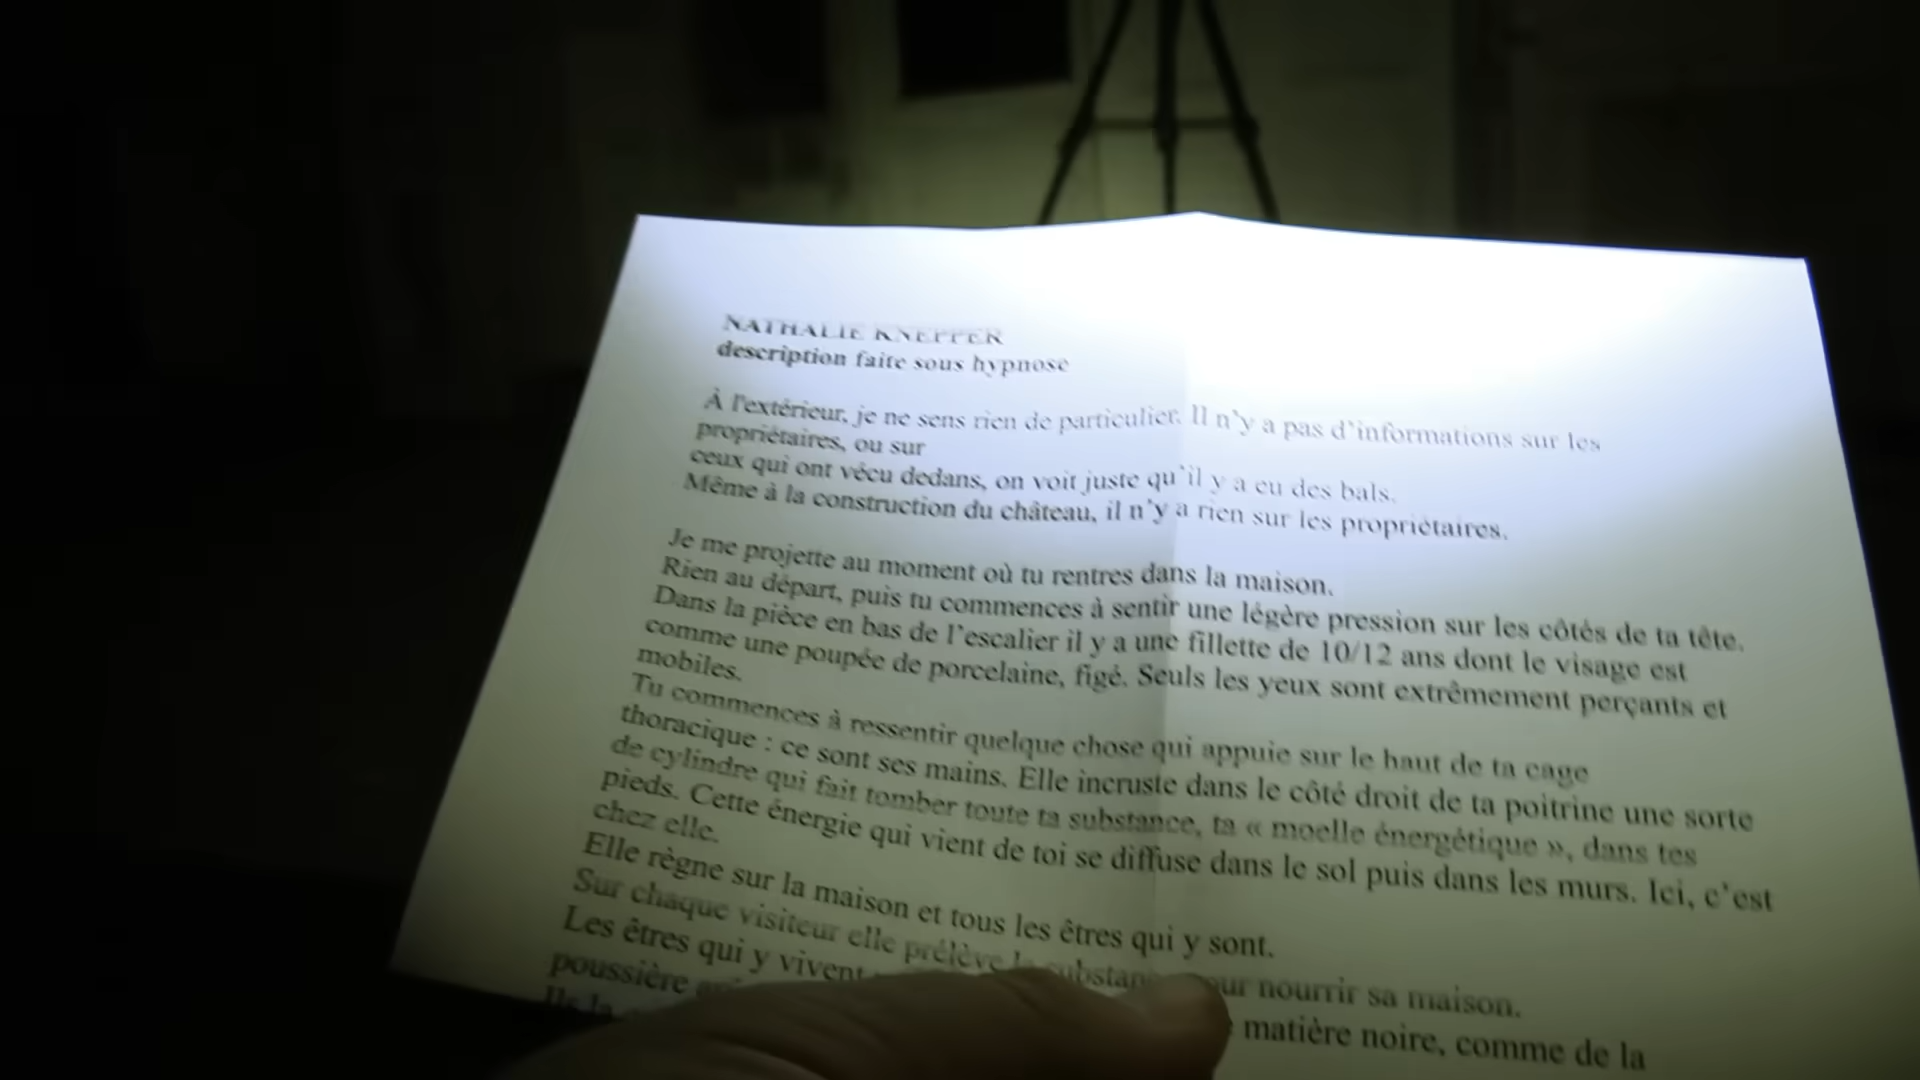 NATHALIE KNEPPER
description faite sous hypnose
À l'extérieur, je ne sens rien de particulier. Il n'y a pas d'informations sur les
propriétaires, ou sur
ceux qui ont vécu dedans, on voit juste qu'il y a eu des bals.
Même à la construction du château, il n'y a rien sur les propriétaires.
Je me projette au moment où tu rentres dans la maison.
Rien au départ, puis tu commences à sentir une légère pression sur les côtés de ta tête.
Dans la pièce en bas de l'escalier il y a une fillette de 10/12 ans dont le visage est
comme une poupée de porcelaine, figé. Seuls les yeux sont extrêmement perçants et
mobiles.
Tu commences à ressentir quelque chose qui appuie sur le haut de ta cage
thoracique : ce sont ses mains. Elle incruste dans le côté droit de ta poitrine une sorte
de cylindre qui fait tomber toute ta substance, ta « moelle énergétique », dans tes
pieds. Cette énergie qui vient de toi se diffuse dans le sol puis dans les murs. Ici, c'est
chez elle.
Elle règne sur la maison et tous les êtres qui y sont.
Sur chaque visiteur elle prélève nourrir sa maison.
Les êtres qui y vivent matière noire, comme de la
poussière
Ils la